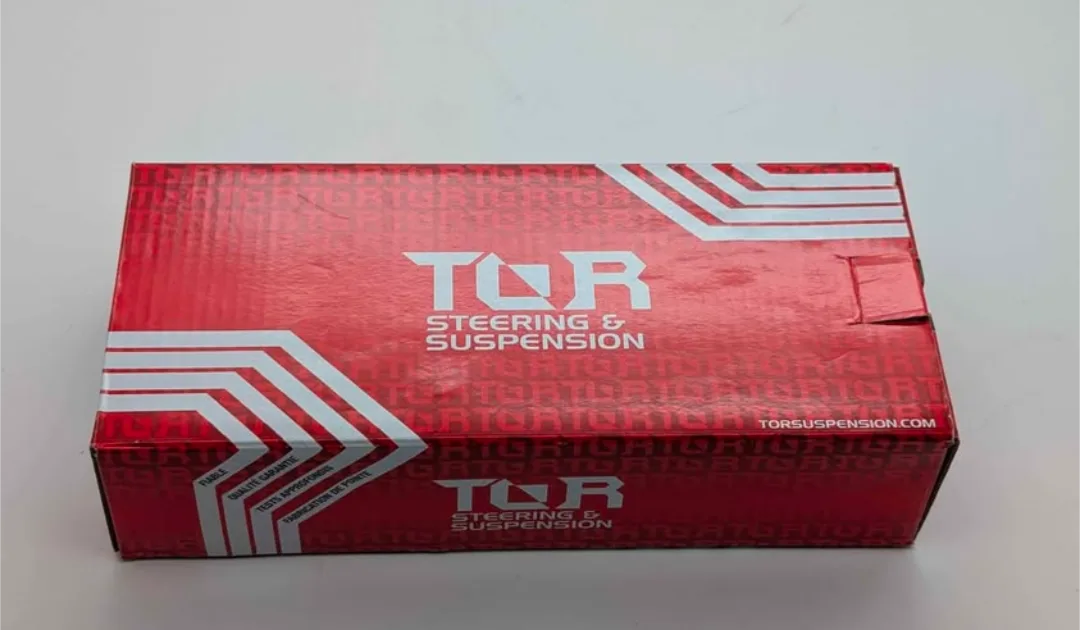 TOR
STEERING &
SUSPENSION
TORSUSPENSION.COM
FIABLE
QUALITÉ GARANTIE
TESTS APPROFONDIS
FABRICATION DE POINTE
TOR
STEERING &
SUSPENSION